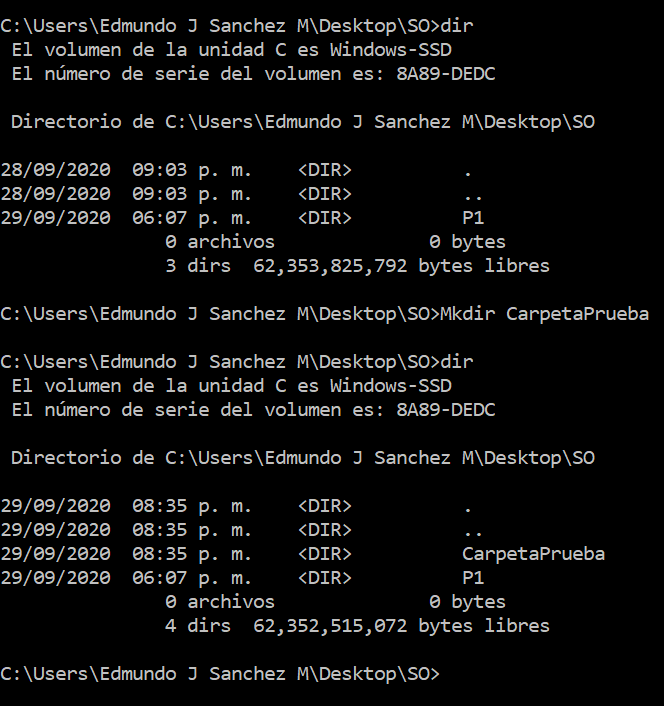 C:\Users\Edmundo J Sanchez M\Desktop\SO>dir
El volumen de la unidad C es Windows-SSD
El número de serie del volumen es: 8A89-DEDC
Directorio de C:\Users\Edmundo J Sanchez M\Desktop\SO
28/09/2020  09:03 p. m.    <DIR>          .
28/09/2020  09:03 p. m.    <DIR>          ..
29/09/2020  06:07 p. m.    <DIR>          P1
0 archivos              0 bytes
3 dirs  62,353,825,792 bytes libres
C:\Users\Edmundo J Sanchez M\Desktop\SO>Mkdir CarpetaPrueba
C:\Users\Edmundo J Sanchez M\Desktop\SO>dir
El volumen de la unidad C es Windows-SSD
El número de serie del volumen es: 8A89-DEDC
Directorio de C:\Users\Edmundo J Sanchez M\Desktop\SO
29/09/2020  08:35 p. m.    <DIR>          .
29/09/2020  08:35 p. m.    <DIR>          ..
29/09/2020  08:35 p. m.    <DIR>          CarpetaPrueba
29/09/2020  06:07 p. m.    <DIR>          P1
0 archivos              0 bytes
4 dirs  62,352,515,072 bytes libres
C:\Users\Edmundo J Sanchez M\Desktop\SO>